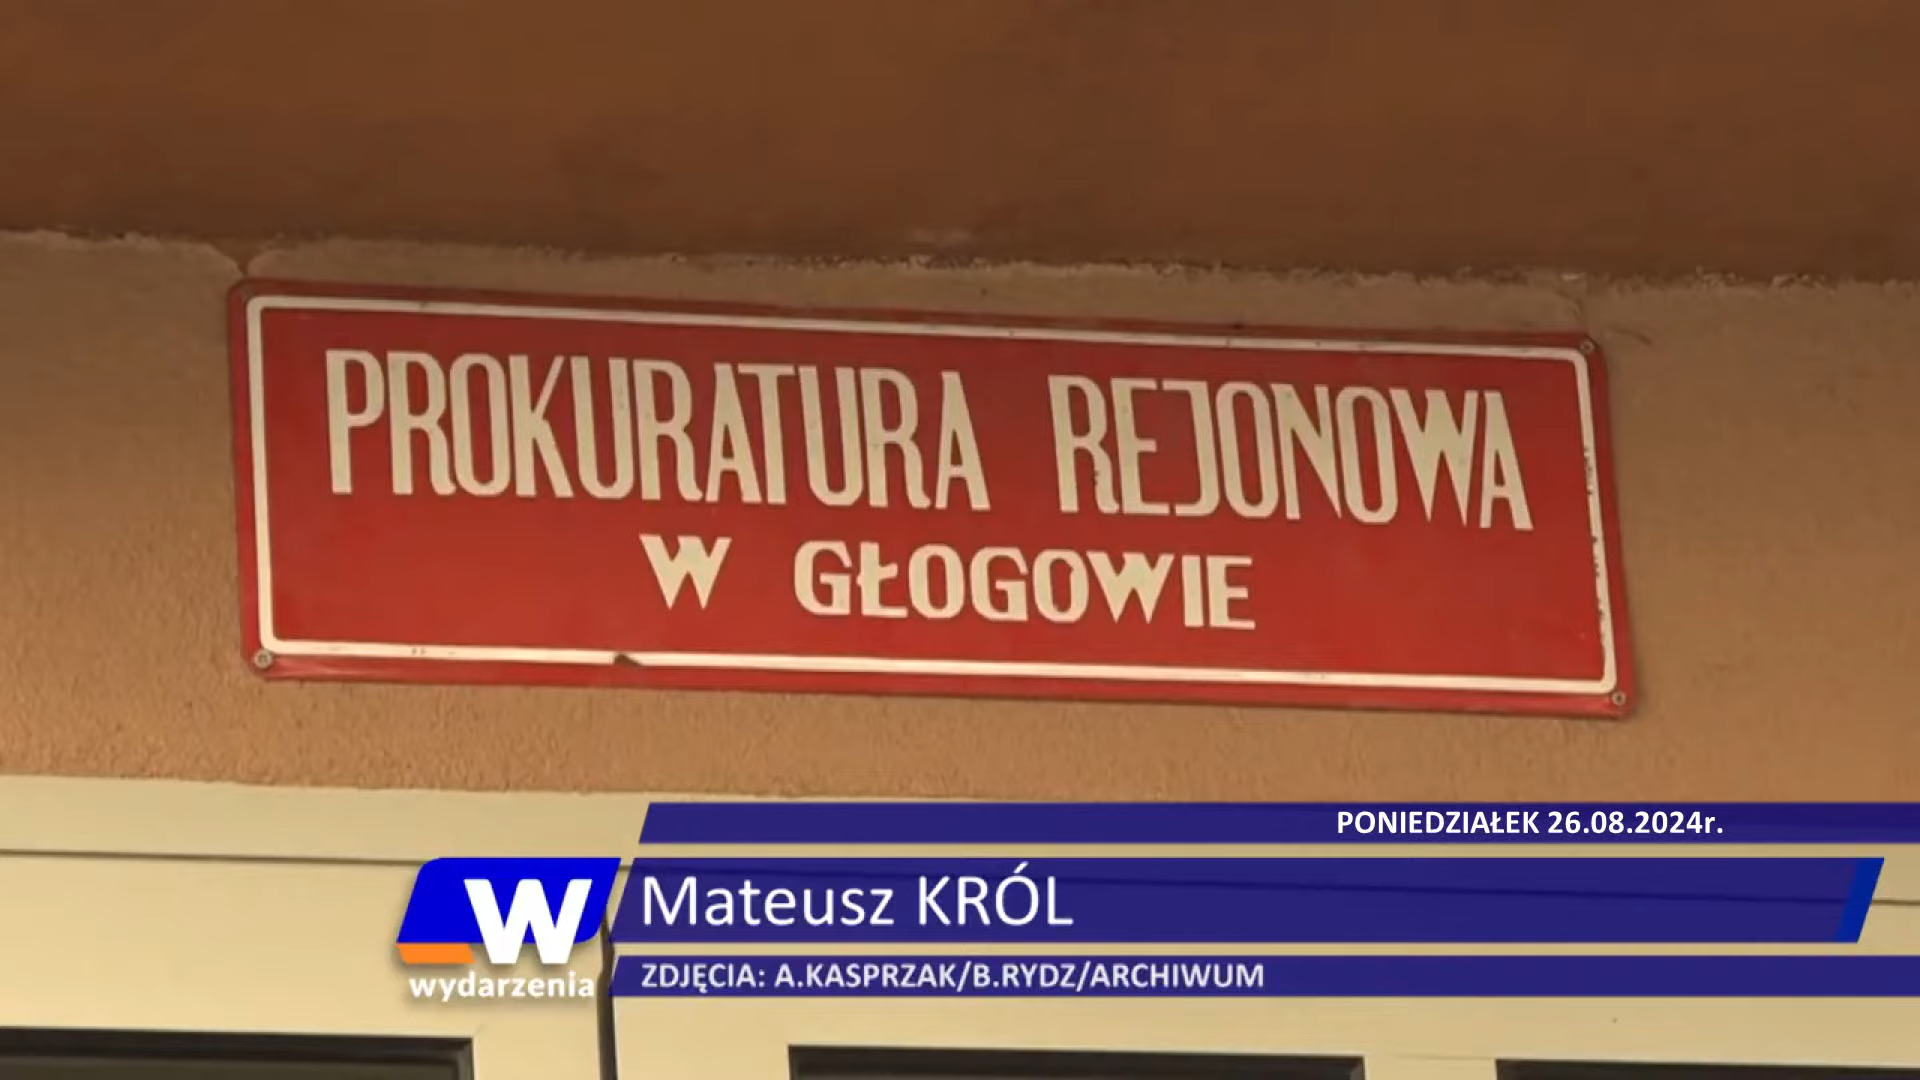 PROKURATURA REJONOWA
W GŁOGOWIE
PONIEDZIAŁEK 26.08.2024r.
W
wydarzenia
Mateusz KRÓL
ZDJĘCIA: A.KASPRZAK/B.RYDZ/ARCHIWUM